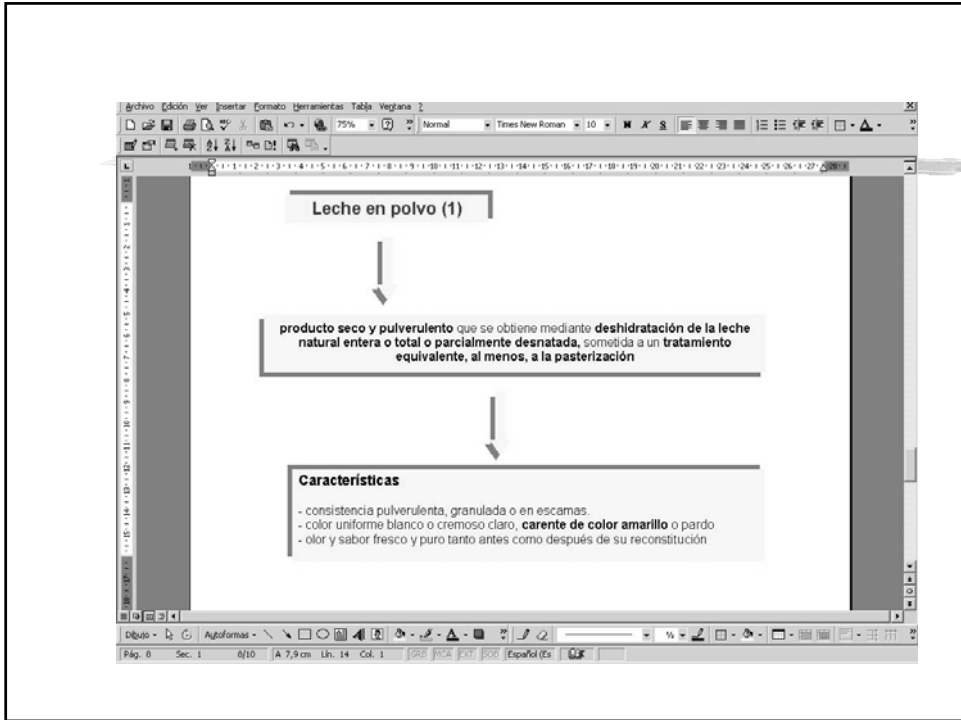 Archivo Edición Ver Insertar Formato Herramientas Tabla Ventana ?
75% Normal Times New Roman 10 N K S
Leche en polvo (1)
producto seco y pulverulento que se obtiene mediante deshidratación de la leche
natural entera o total o parcialmente desnatada, sometida a un tratamiento
equivalente, al menos, a la pasterización
Características
- consistencia pulverulenta, granulada o en escamas.
- color uniforme blanco o cremoso claro, carente de color amarillo o pardo
- olor y sabor fresco y puro tanto antes como después de su reconstitución
Dibujo Autoformas
Pág. 8 Sec. 1 8/10 A 7,9 cm Lín. 14 Col. 1 GRB MCA EXT SOB Español (Es